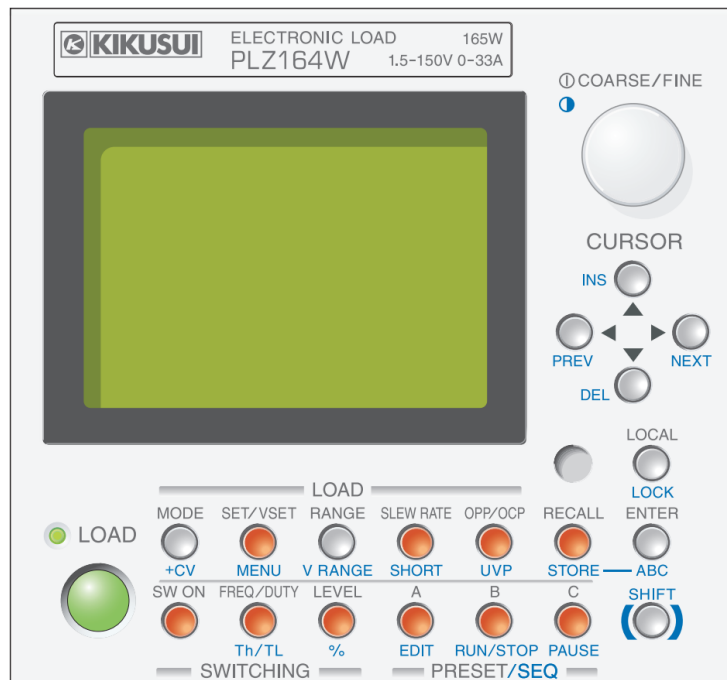 KIKUSUI
ELECTRONIC LOAD 165W
PLZ164W 1.5-150V 0-33A
COARSE/FINE
CURSOR
INS
PREV NEXT
DEL
LOCAL
LOCK
LOAD
MODE SET/VSET RANGE SLEW RATE OPP/OCP RECALL ENTER
LOAD
+CV MENU V RANGE SHORT UVP STORE ABC
SW ON FREQ/DUTY LEVEL A B C SHIFT
Th/TL % EDIT RUN/STOP PAUSE
SWITCHING PRESET/SEQ